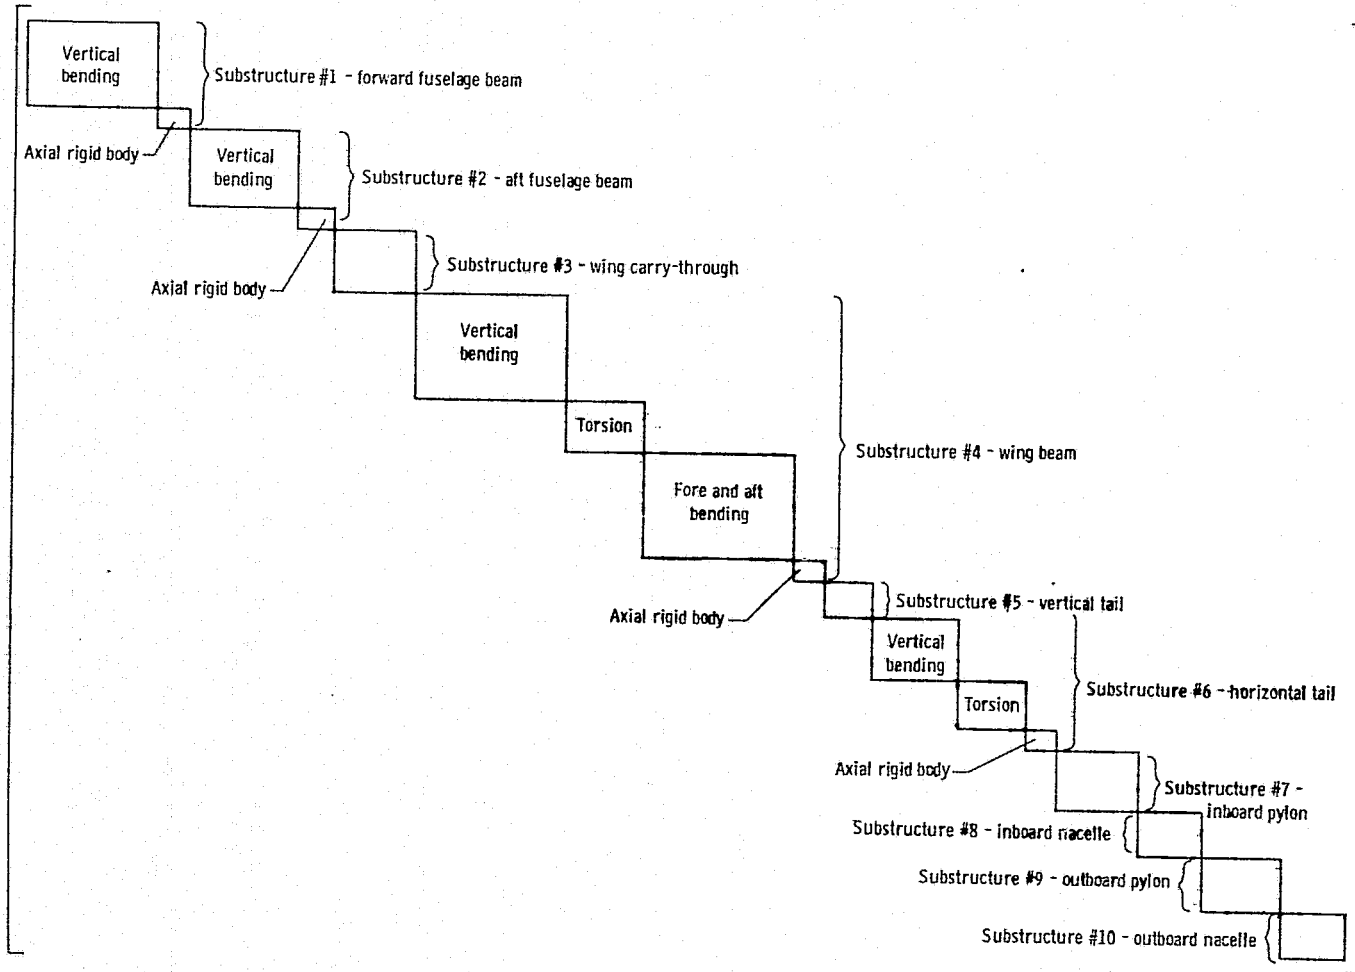 Vertical
bending
Substructure #1 - forward fuselage beam
Axial rigid body
Vertical
bending
Substructure #2 - aft fuselage beam
Axial rigid body
Substructure #3 - wing carry-through
Vertical
bending
Torsion
Substructure #4 - wing beam
Fore and aft
bending
Axial rigid body
Substructure #5 - vertical tail
Vertical
bending
Substructure #6 - horizontal tail
Torsion
Axial rigid body
Substructure #7 -
inboard pylon
Substructure #8 - inboard nacelle
Substructure #9 - outboard pylon
Substructure #10 - outboard nacelle